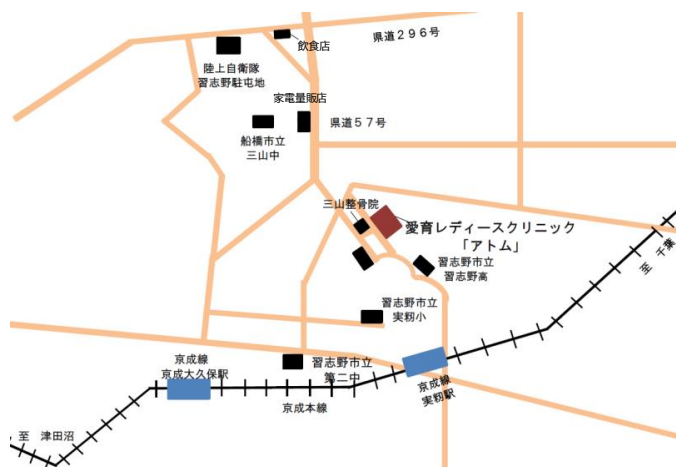 県道２９６号
飲食店
陸上自衛隊
習志野駐屯地
家電量販店
県道５７号
船橋市立
三山中
三山整骨院
愛育レディースクリニック
「アトム」
習志野市立
習志野高
至 千葉
習志野市立
実籾小
京成線
京成大久保駅
習志野市立
第二中
京成線
実籾駅
京成本線
至 津田沼